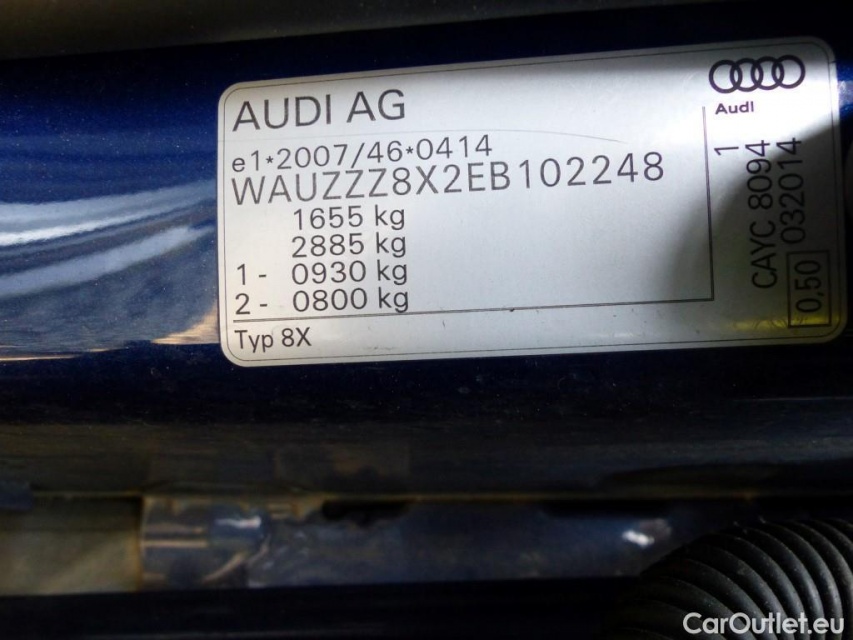 AUDI AG
Audi
e1*2007/46*0414
WAUZZZ8X2EB102248
1655 kg
2885 kg
1 - 0930 kg
2 - 0800 kg
Typ 8X
1
CAYC 8094
032014
0,50
CarOutlet.eu